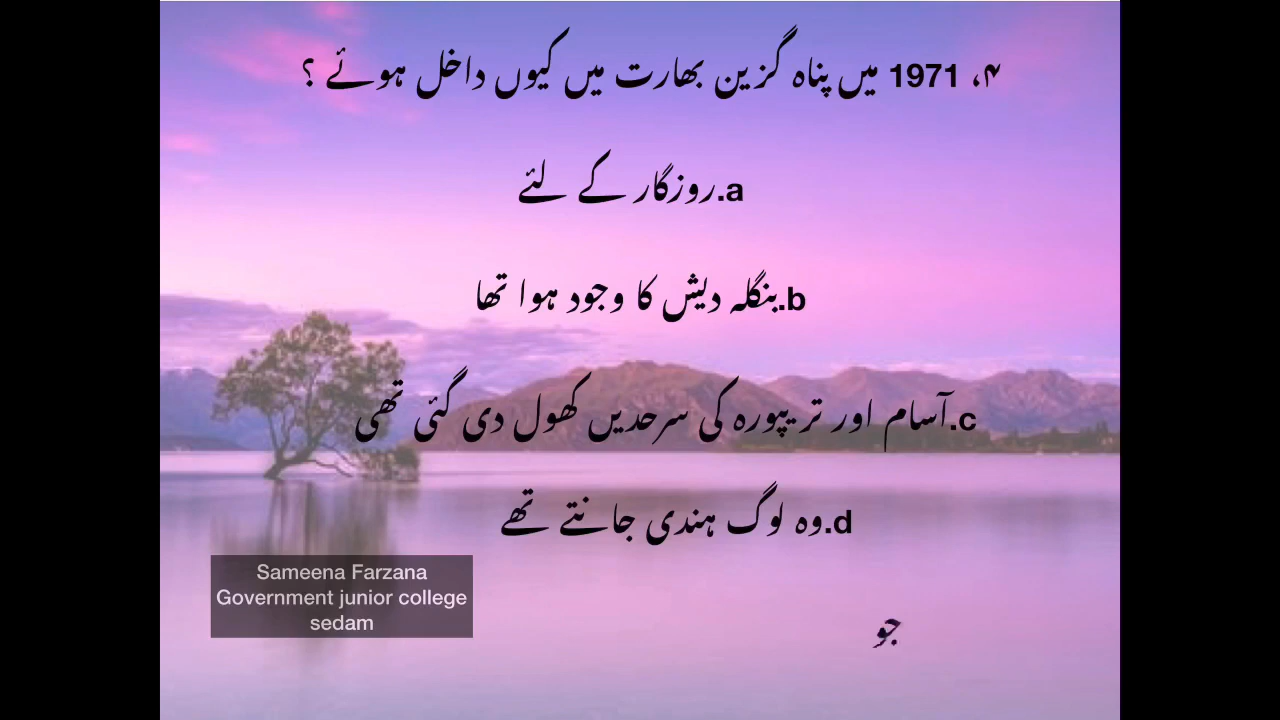 ۴، 1971 میں پناہ گزین بھارت میں کیوں داخل ہوئے ؟
a.روزگار کے لئے
b.بنگلہ دیش کا وجود ہوا تھا
c.آسام اور تریپورہ کی سرحدیں کھول دی گئی تھی
d.وہ لوگ ہندی جانتے تھے
Sameena Farzana
Government junior college
sedam
جو